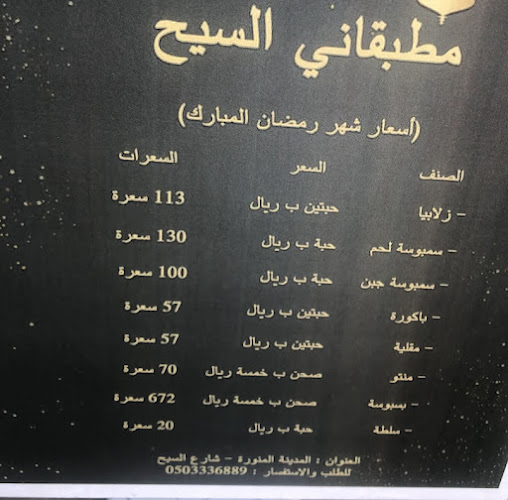 مطبقاني السيح
(أسعار شهر رمضان المبارك)
الصنف السعر السعرات
- زلابيا حبتين ب ريال 113 سعرة
- سمبوسة لحم حبة ب ريال 130 سعرة
- سمبوسة جبن حبة ب ريال 100 سعرة
- باكورة حبتين ب ريال 57 سعرة
- مقلية حبتين ب ريال 57 سعرة
- منتو صحن ب خمسة ريال 70 سعرة
- بسبوسة صحن ب خمسة ريال 672 سعرة
- سلطة حبة ب ريال 20 سعرة
العنوان : المدينة المنورة - شارع السيح
للطلب والاستفسار : 0503336889